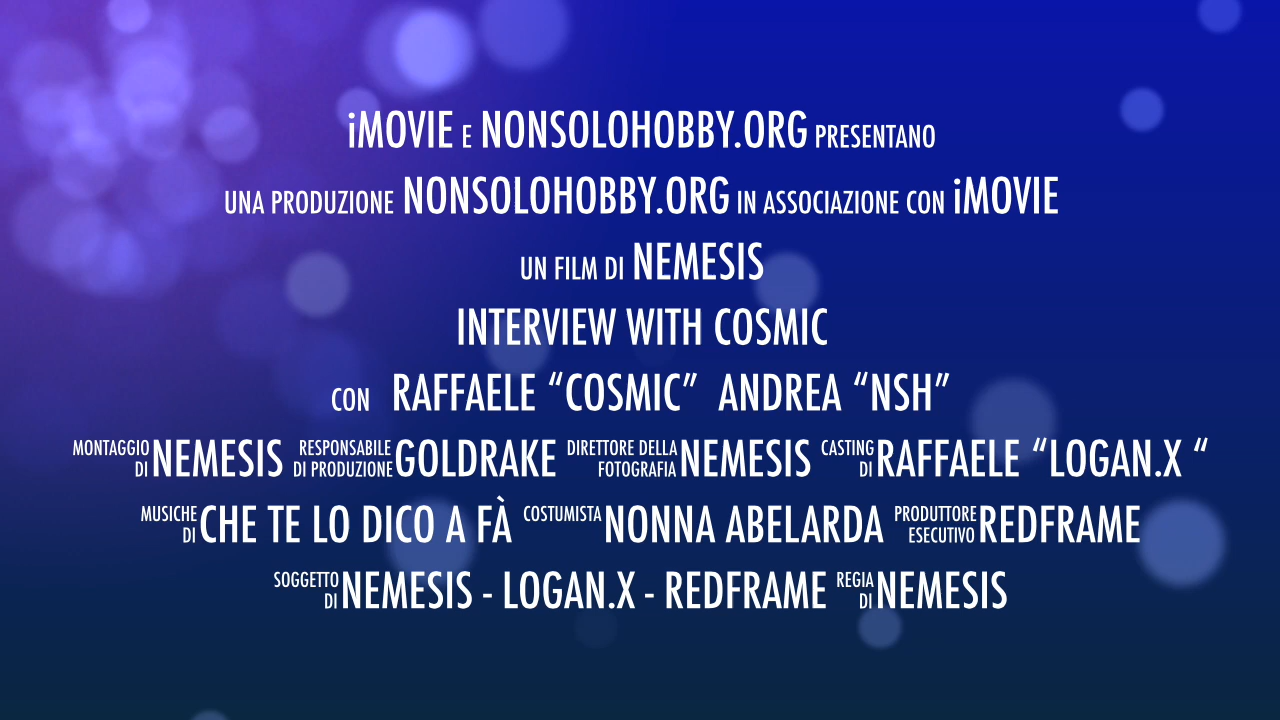 iMOVIE E NONSOLOHOBBY.ORG PRESENTANO
UNA PRODUZIONE NONSOLOHOBBY.ORG IN ASSOCIAZIONE CON iMOVIE
UN FILM DI NEMESIS
INTERVIEW WITH COSMIC
CON RAFFAELE “COSMIC” ANDREA “NSH”
MONTAGGIO DI NEMESIS RESPONSABILE DI PRODUZIONE GOLDRAKE DIRETTORE DELLA FOTOGRAFIA NEMESIS CASTING DI RAFFAELE “LOGAN.X “
MUSICHE DI CHE TE LO DICO A FÀ COSTUMISTA NONNA ABELARDA PRODUTTORE ESECUTIVO REDFRAME
SOGGETTO DI NEMESIS - LOGAN.X - REDFRAME REGIA DI NEMESIS